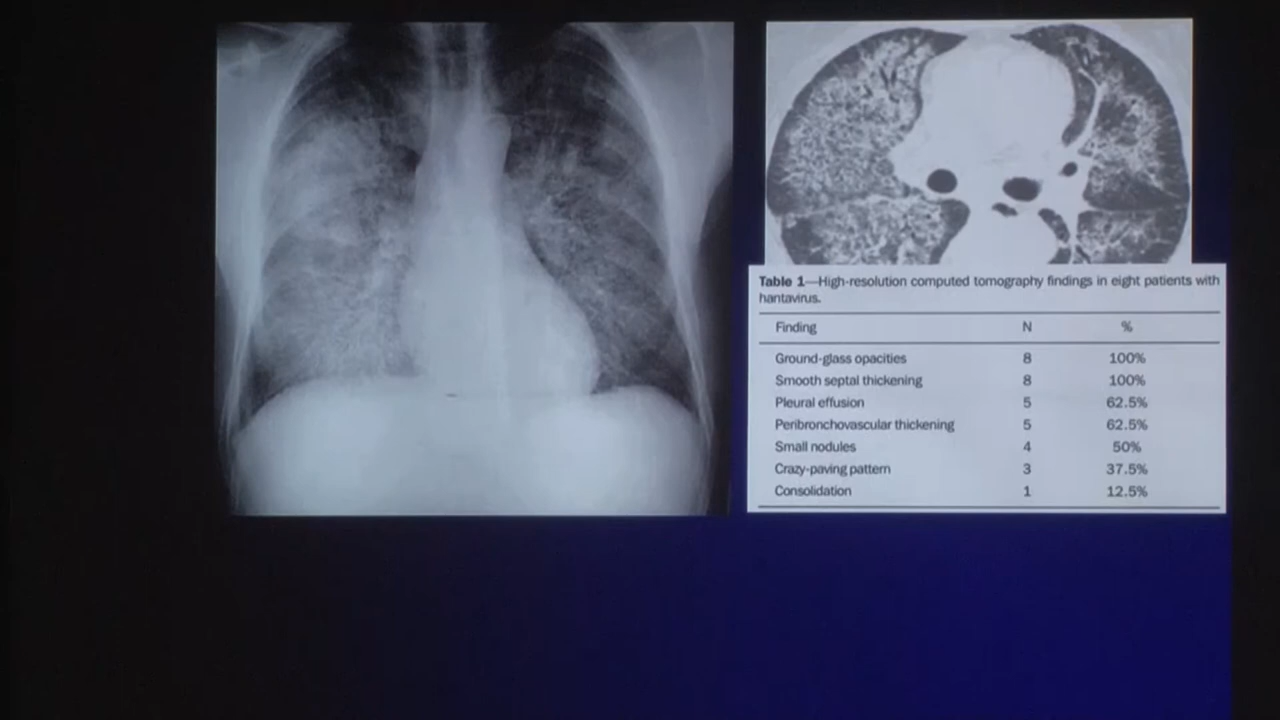 Table 1—High-resolution computed tomography findings in eight patients with
hantavirus.
Finding N %
Ground-glass opacities 8 100%
Smooth septal thickening 8 100%
Pleural effusion 5 62.5%
Peribronchovascular thickening 5 62.5%
Small nodules 4 50%
Crazy-paving pattern 3 37.5%
Consolidation 1 12.5%